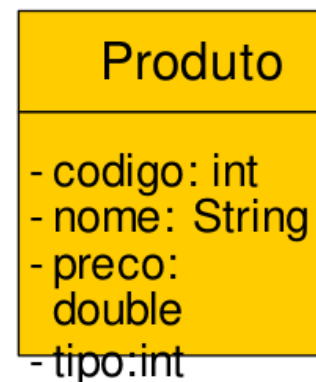 Produto
- codigo: int
- nome: String
- preco:
double
- tipo:int